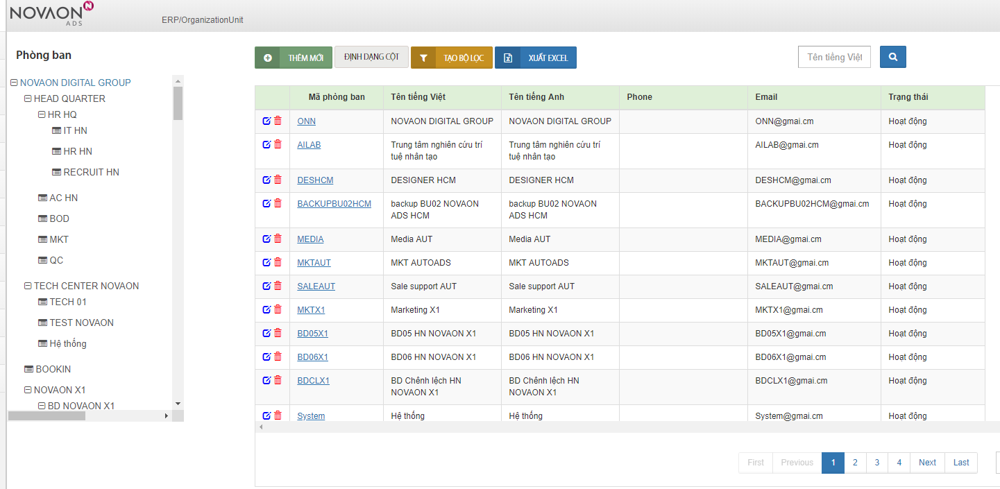 NOVAON N
ADS
ERP/OrganizationUnit
Phòng ban
NOVAON DIGITAL GROUP
HEAD QUARTER
HR HQ
IT HN
HR HN
RECRUIT HN
AC HN
BOD
MKT
QC
TECH CENTER NOVAON
TECH 01
TEST NOVAON
Hệ thống
BOOKIN
NOVAON X1
BD NOVAON X1
THÊM MỚI ĐỊNH DẠNG CỘT TẠO BỘ LỌC XUẤT EXCEL Tên tiếng Việt
Mã phòng ban Tên tiếng Việt Tên tiếng Anh Phone Email Trạng thái
ONN NOVAON DIGITAL GROUP NOVAON DIGITAL GROUP ONN@gmai.cm Hoạt động
AILAB Trung tâm nghiên cứu trí Trung tâm nghiên cứu trí AILAB@gmai.cm Hoạt động
tuệ nhân tạo tuệ nhân tạo
DESHCM DESIGNER HCM DESIGNER HCM DESHCM@gmai.cm Hoạt động
BACKUPBU02HCM backup BU02 NOVAON backup BU02 NOVAON BACKUPBU02HCM@gmai.cm Hoạt động
ADS HCM ADS HCM
MEDIA Media AUT Media AUT MEDIA@gmai.cm Hoạt động
MKTAUT MKT AUTOADS MKT AUTOADS MKTAUT@gmai.cm Hoạt động
SALEAUT Sale support AUT Sale support AUT SALEAUT@gmai.cm Hoạt động
MKTX1 Marketing X1 Marketing X1 MKTX1@gmai.cm Hoạt động
BD05X1 BD05 HN NOVAON X1 BD05 HN NOVAON X1 BD05X1@gmai.cm Hoạt động
BD06X1 BD06 HN NOVAON X1 BD06 HN NOVAON X1 BD06X1@gmai.cm Hoạt động
BDCLX1 BD Chênh lệch HN BD Chênh lệch HN BDCLX1@gmai.cm Hoạt động
NOVAON X1 NOVAON X1
System Hệ thống Hệ thống System@gmai.cm Hoạt động
First Previous 1 2 3 4 Next Last